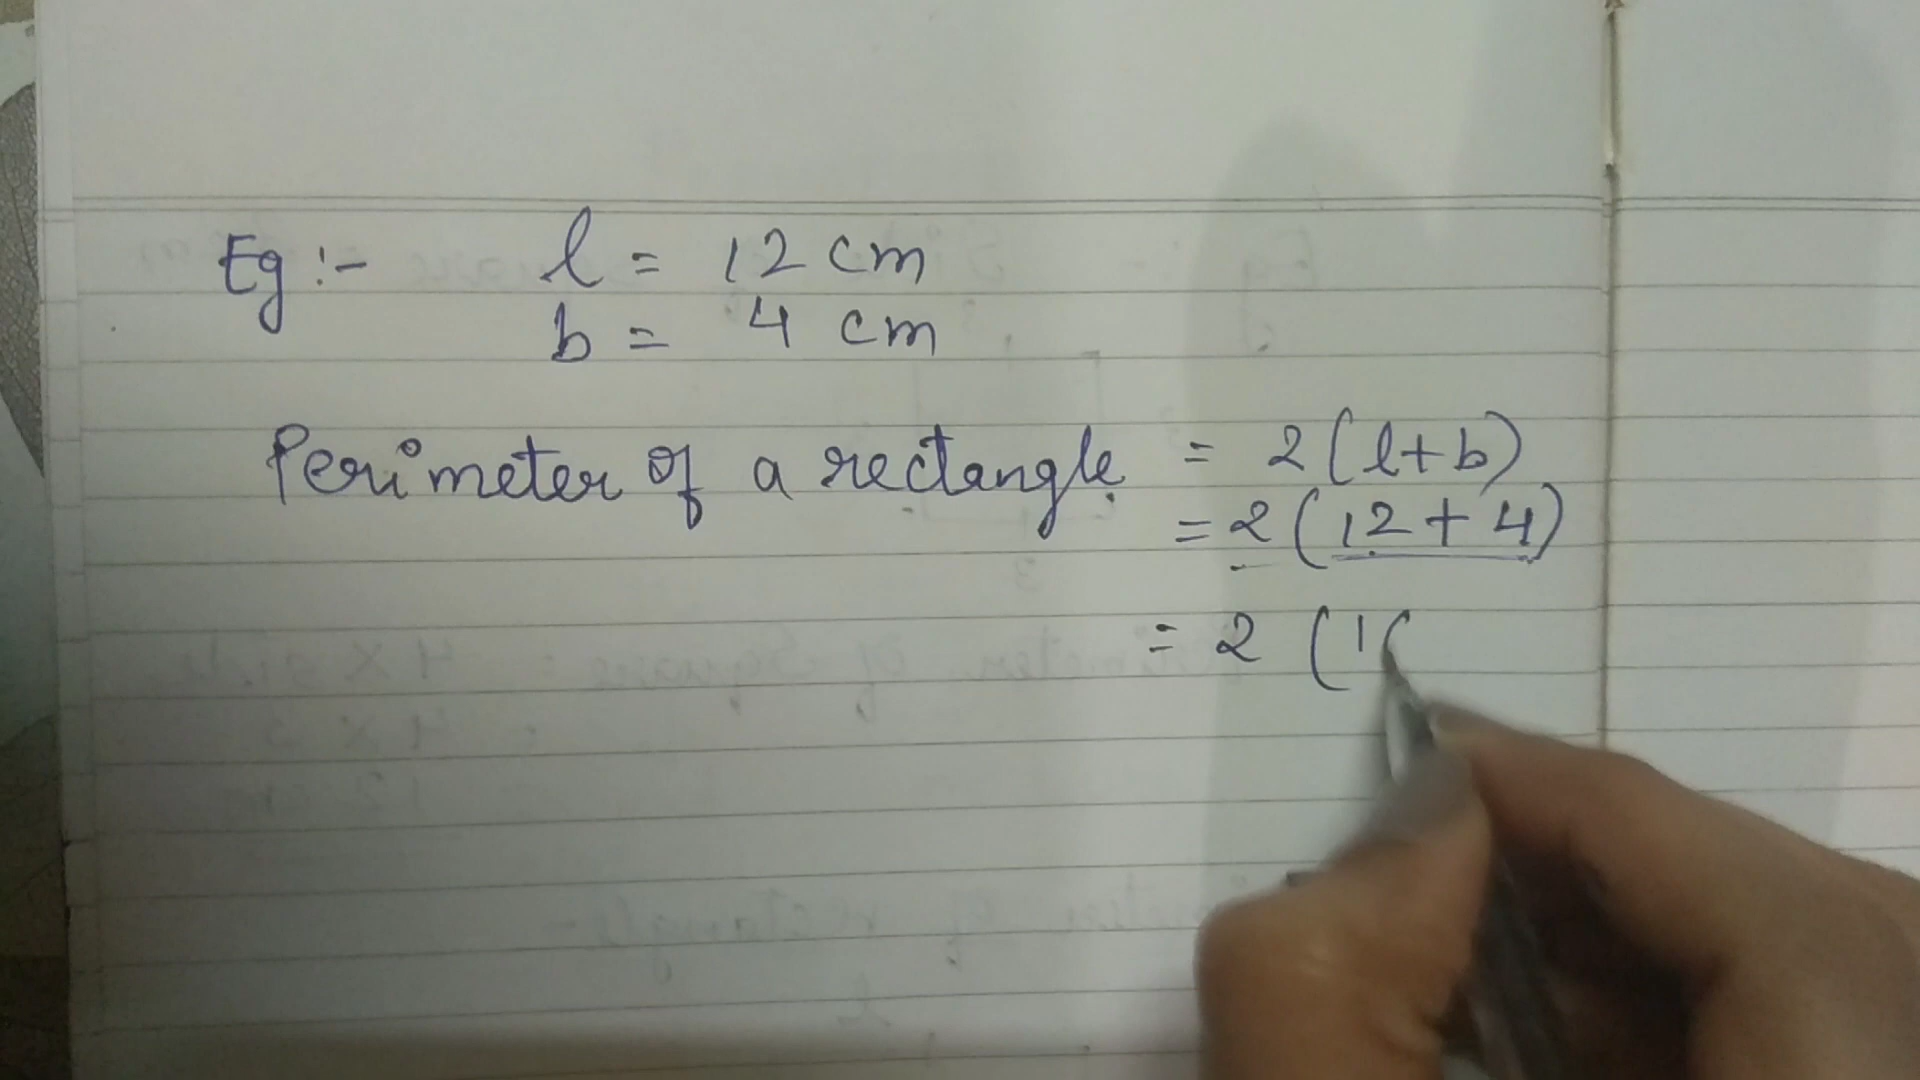 Eg :- l = 12 cm
b = 4 cm
Perimeter of a rectangle = 2(l+b)
= 2(12+4)
= 2 (1